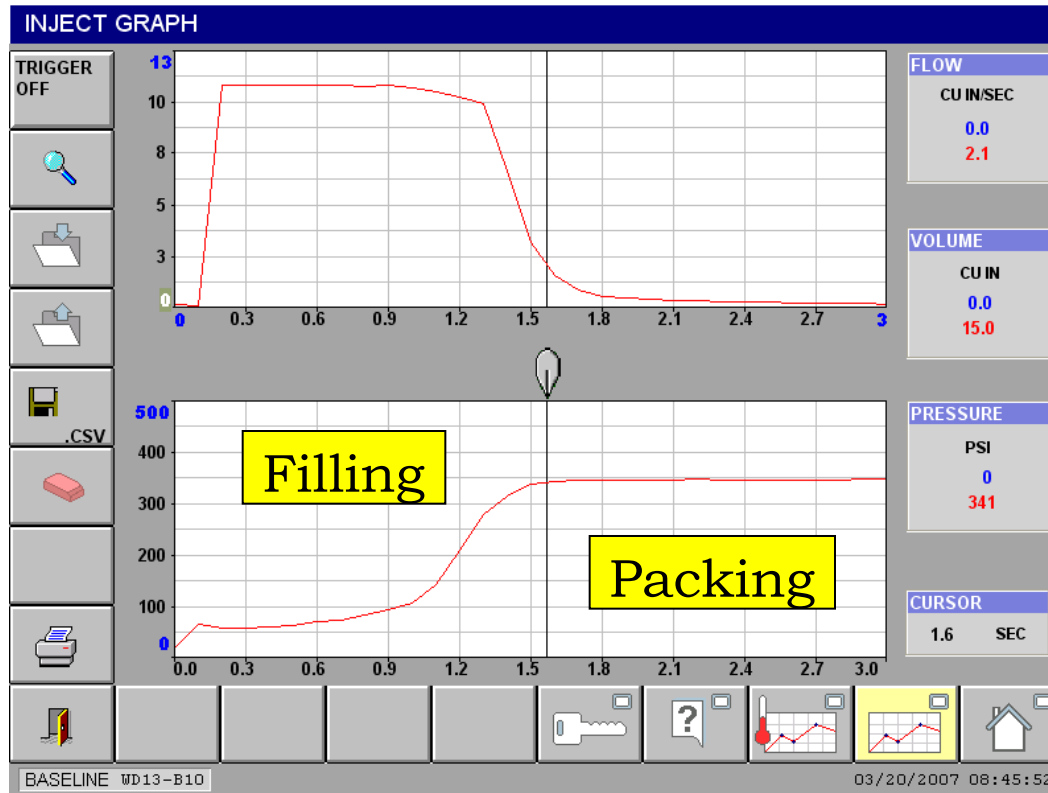 INJECT GRAPH
TRIGGER
OFF
.CSV
13
10
8
5
3
0
0 0.3 0.6 0.9 1.2 1.5 1.8 2.1 2.4 2.7 3
500
400
300
200
100
0
0.0 0.3 0.6 0.9 1.2 1.5 1.8 2.1 2.4 2.7 3.0
Filling
Packing
FLOW
CU IN/SEC
0.0
2.1
VOLUME
CU IN
0.0
15.0
PRESSURE
PSI
0
341
CURSOR
1.6 SEC
?
BASELINE WD13-B10
03/20/2007 08:45:52